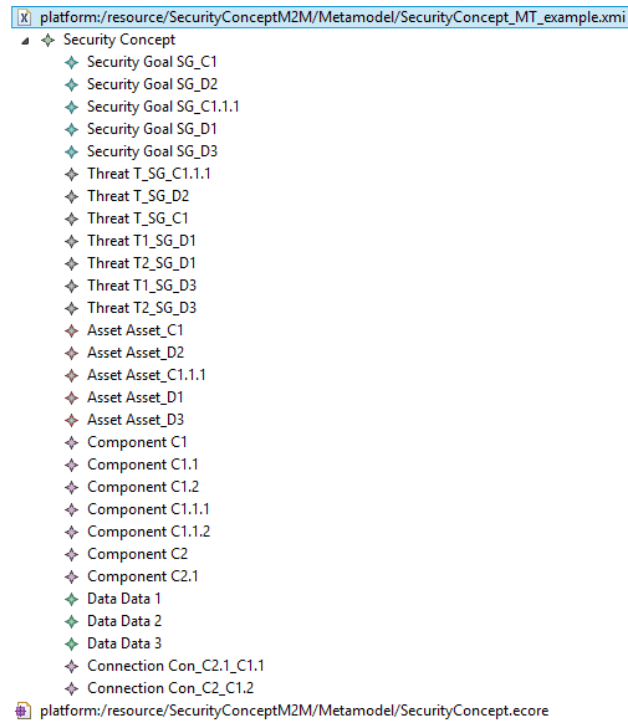 platform:/resource/SecurityConceptM2M/Metamodel/SecurityConcept_MT_example.xmi
Security Concept
Security Goal SG_C1
Security Goal SG_D2
Security Goal SG_C1.1.1
Security Goal SG_D1
Security Goal SG_D3
Threat T_SG_C1.1.1
Threat T_SG_D2
Threat T_SG_C1
Threat T1_SG_D1
Threat T2_SG_D1
Threat T1_SG_D3
Threat T2_SG_D3
Asset Asset_C1
Asset Asset_D2
Asset Asset_C1.1.1
Asset Asset_D1
Asset Asset_D3
Component C1
Component C1.1
Component C1.2
Component C1.1.1
Component C1.1.2
Component C2
Component C2.1
Data Data 1
Data Data 2
Data Data 3
Connection Con_C2.1_C1.1
Connection Con_C2_C1.2
platform:/resource/SecurityConceptM2M/Metamodel/SecurityConcept.ecore